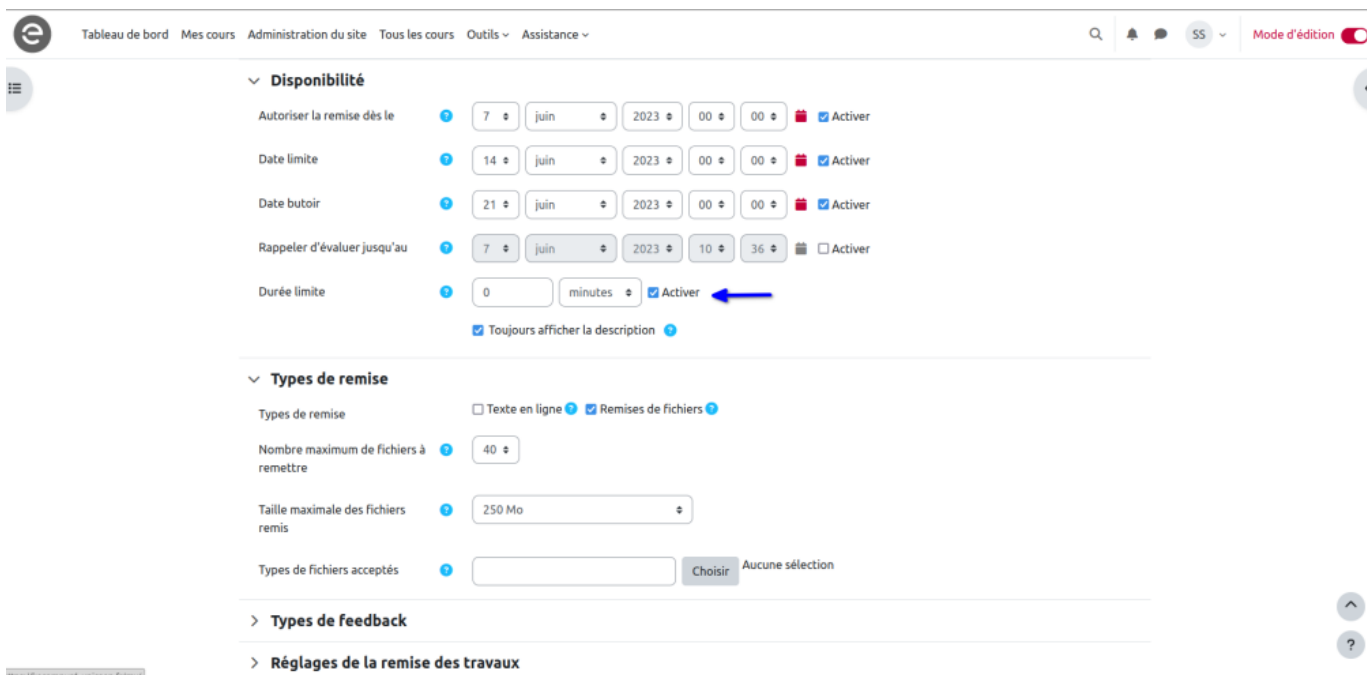 e Tableau de bord Mes cours Administration du site Tous les cours Outils Assistance SS Mode d'édition
Disponibilité
Autoriser la remise dès le ? 7 juin 2023 00 00 Activer
Date limite ? 14 juin 2023 00 00 Activer
Date butoir ? 21 juin 2023 00 00 Activer
Rappeler d'évaluer jusqu'au ? 7 juin 2023 10 36 Activer
Durée limite ? 0 minutes Activer
Toujours afficher la description ?
Types de remise
Types de remise Texte en ligne ? Remises de fichiers ?
Nombre maximum de fichiers à ? 40
remettre
Taille maximale des fichiers ? 250 Mo
remis
Types de fichiers acceptés ? Choisir Aucune sélection
Types de feedback
?
Réglages de la remise des travaux